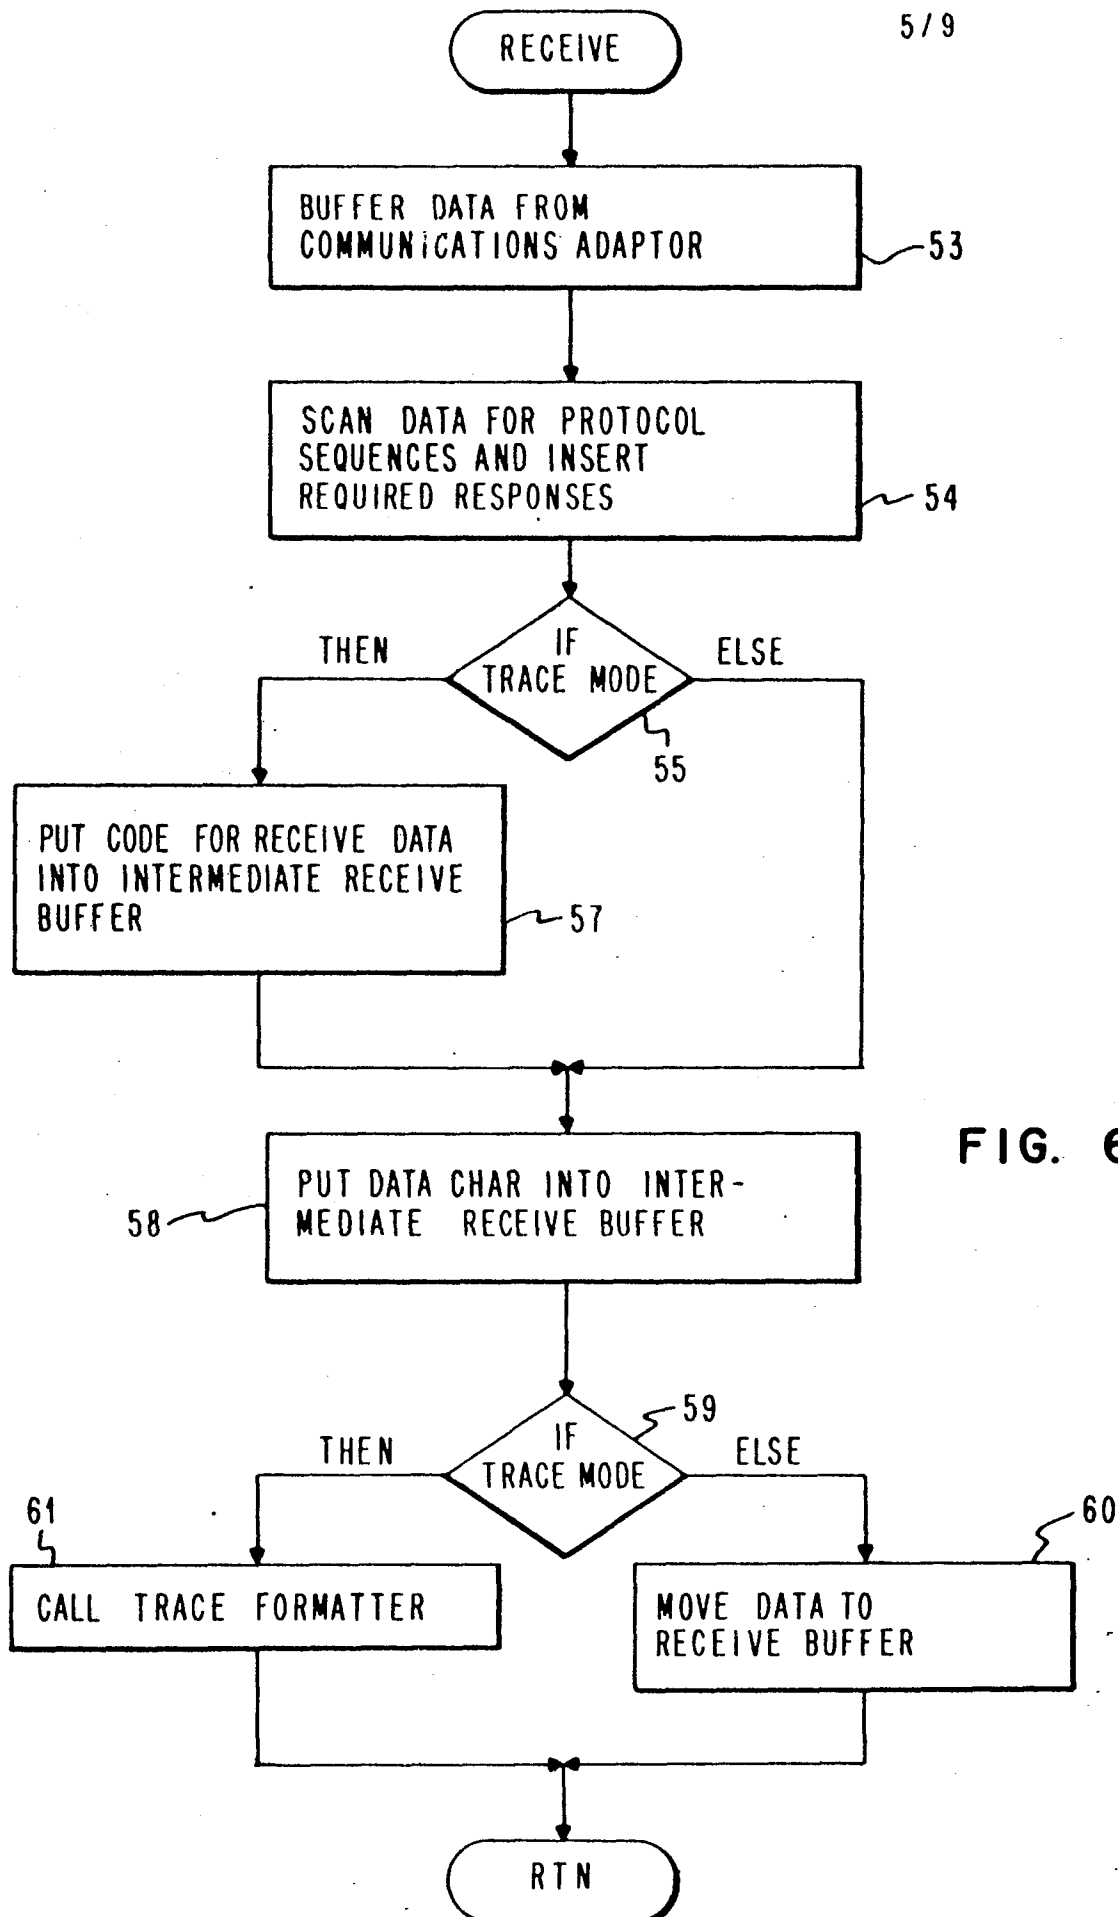 5/9
RECEIVE
BUFFER DATA FROM
COMMUNICATIONS ADAPTOR
53
SCAN DATA FOR PROTOCOL
SEQUENCES AND INSERT
REQUIRED RESPONSES
54
IF
TRACE MODE
THEN
ELSE
55
PUT CODE FOR RECEIVE DATA
INTO INTERMEDIATE RECEIVE
BUFFER
57
FIG. 6
PUT DATA CHAR INTO INTER-
MEDIATE RECEIVE BUFFER
58
59
IF
TRACE MODE
THEN
ELSE
61
CALL TRACE FORMATTER
60
MOVE DATA TO
RECEIVE BUFFER
RTN